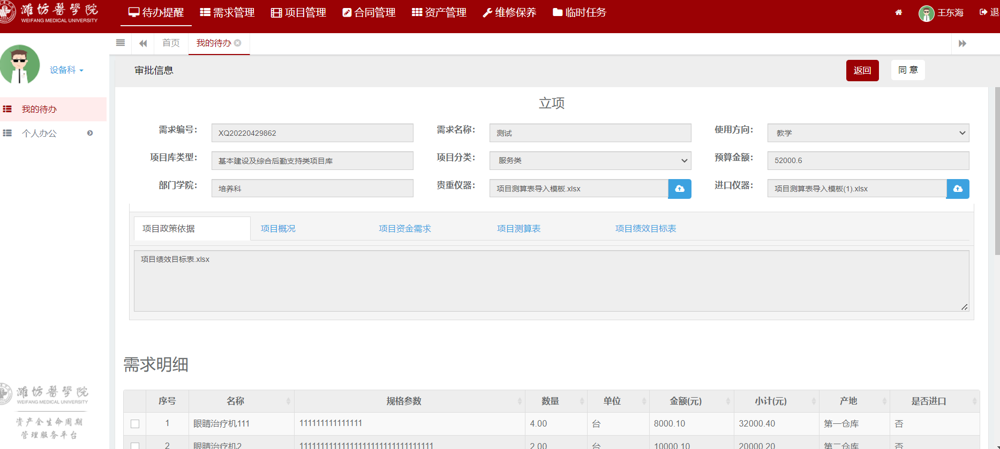 濰坊醫學院
WEIFANG MEDICAL UNIVERSITY
待办提醒 需求管理 项目管理 合同管理 资产管理 维修保养 临时任务 王东海 退
首页 我的待办
设备科
我的待办
个人办公
审批信息 返回 同 意
立项
需求编号： XQ20220429862 需求名称： 测试 使用方向： 教学
项目库类型： 基本建设及综合后勤支持类项目库 项目分类： 服务类 预算金额： 52000.6
部门学院： 培养科 贵重仪器： 项目测算表导入模板.xlsx 进口仪器： 项目测算表导入模板(1).xlsx
项目政策依据 项目概况 项目资金需求 项目测算表 项目绩效目标表
项目绩效目标表.xlsx
需求明细
序号 名称 规格参数 数量 单位 金额(元) 小计(元) 产地 是否进口
1 眼睛治疗机111 111111111111111 4.00 台 8000.10 32000.40 第一仓库 否
2 眼睛治疗机2 11111111111111111111111111111111 2.00 台 10000.10 20000.20 第二仓库 否
濰坊醫學院
WEIFANG MEDICAL UNIVERSITY
资产全生命周期
管理服务平台